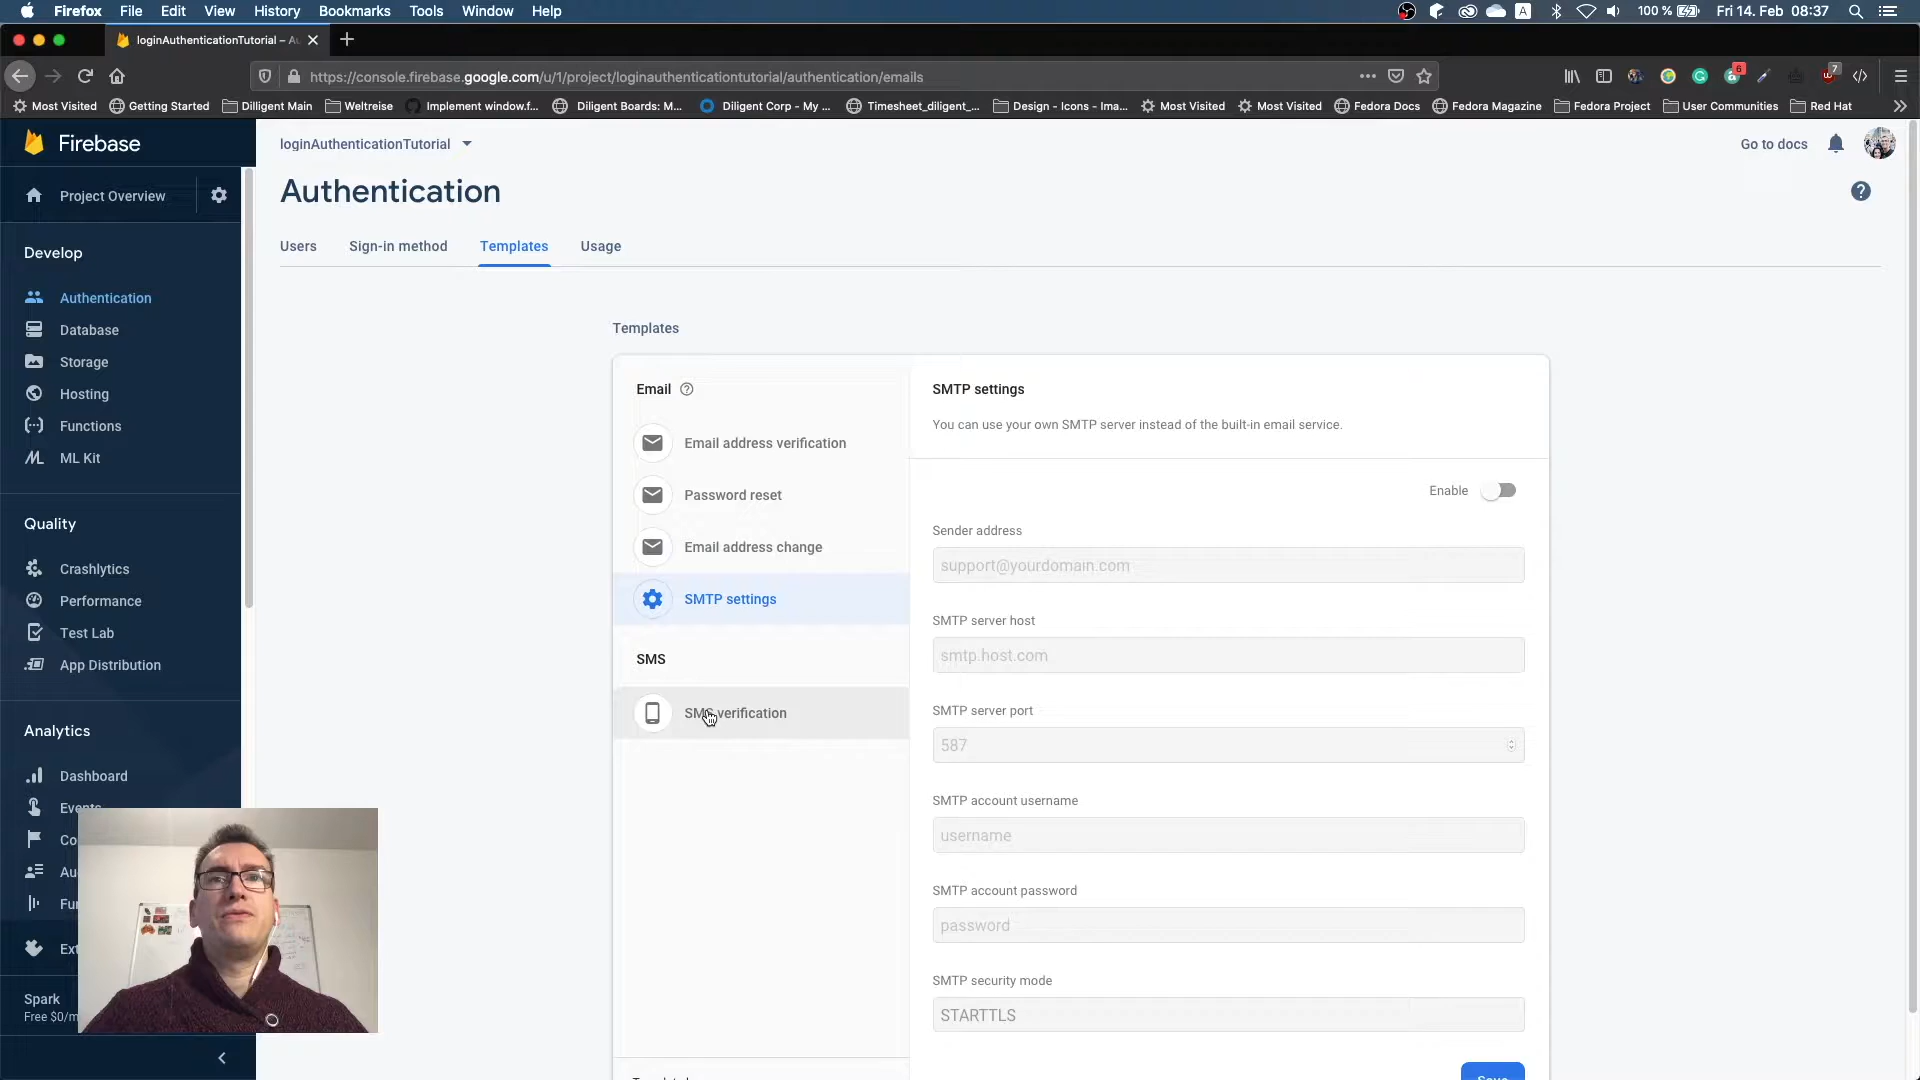 Firefox File Edit View History Bookmarks Tools Window Help
A 100 % Fri 14. Feb 08:37
loginAuthenticationTutorial – Au
https://console.firebase.google.com/u/1/project/loginauthenticationtutorial/authentication/emails
6 7
Most Visited Getting Started Dilligent Main Weltreise Implement window.f... Diligent Boards: M... Diligent Corp - My ... Timesheet_diligent_... Design - Icons - Ima... Most Visited Most Visited Fedora Docs Fedora Magazine Fedora Project User Communities Red Hat
Firebase
loginAuthenticationTutorial
Go to docs
Project Overview
Authentication
?
Users Sign-in method Templates Usage
Develop
Authentication
Database
Storage
Hosting
Functions
ML Kit
Quality
Crashlytics
Performance
Test Lab
App Distribution
Analytics
Dashboard
Events
Co
Au
Fu
Ext
Spark
Free $0/m
Templates
Email ?
Email address verification
Password reset
Email address change
SMTP settings
SMS
SMS verification
SMTP settings
You can use your own SMTP server instead of the built-in email service.
Enable
Sender address
support@yourdomain.com
SMTP server host
smtp.host.com
SMTP server port
587
SMTP account username
username
SMTP account password
password
SMTP security mode
STARTTLS
Save